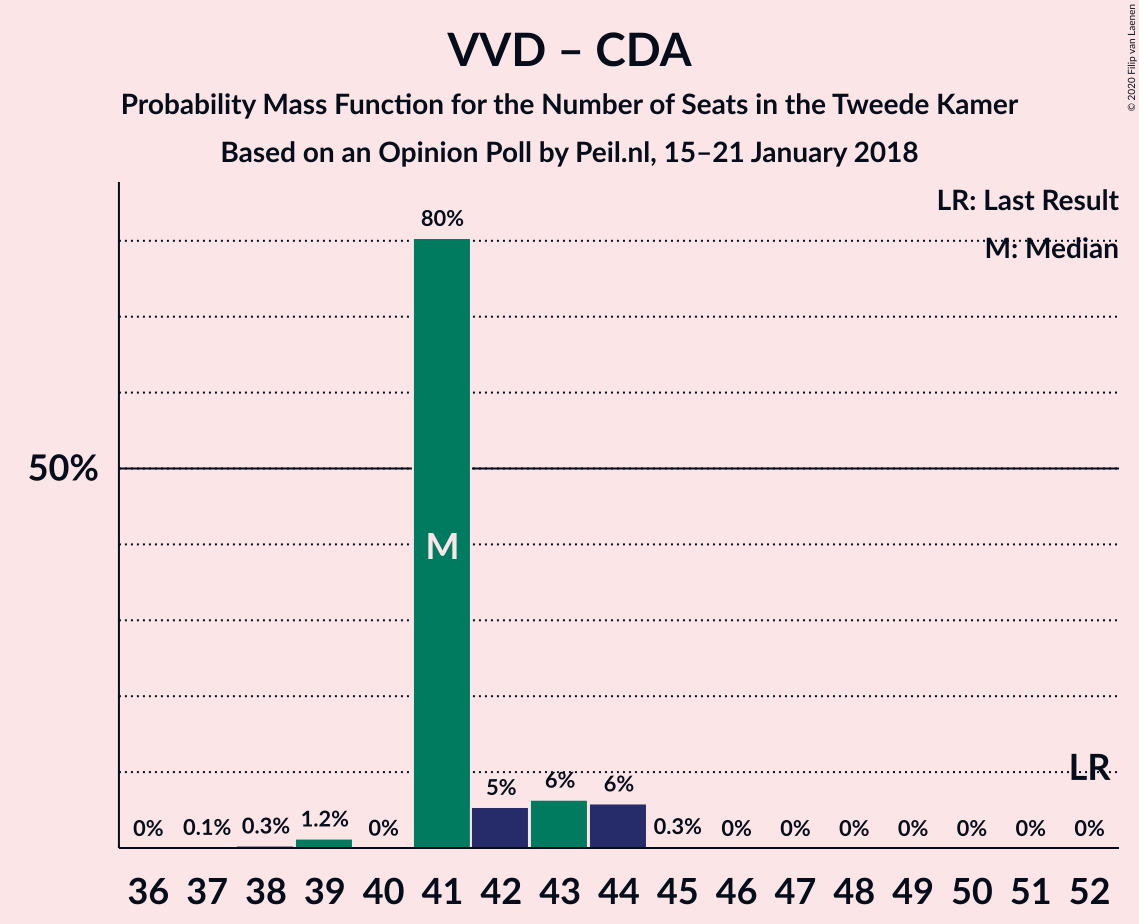 VVD – CDA
Probability Mass Function for the Number of Seats in the Tweede Kamer
Based on an Opinion Poll by Peil.nl, 15–21 January 2018
© 2020 Filip van Laenen
LR: Last Result
M: Median
50%
80%
M
LR
0% 0.1% 0.3% 1.2% 0% 5% 6% 6% 0.3% 0% 0% 0% 0% 0% 0% 0%
36 37 38 39 40 41 42 43 44 45 46 47 48 49 50 51 52